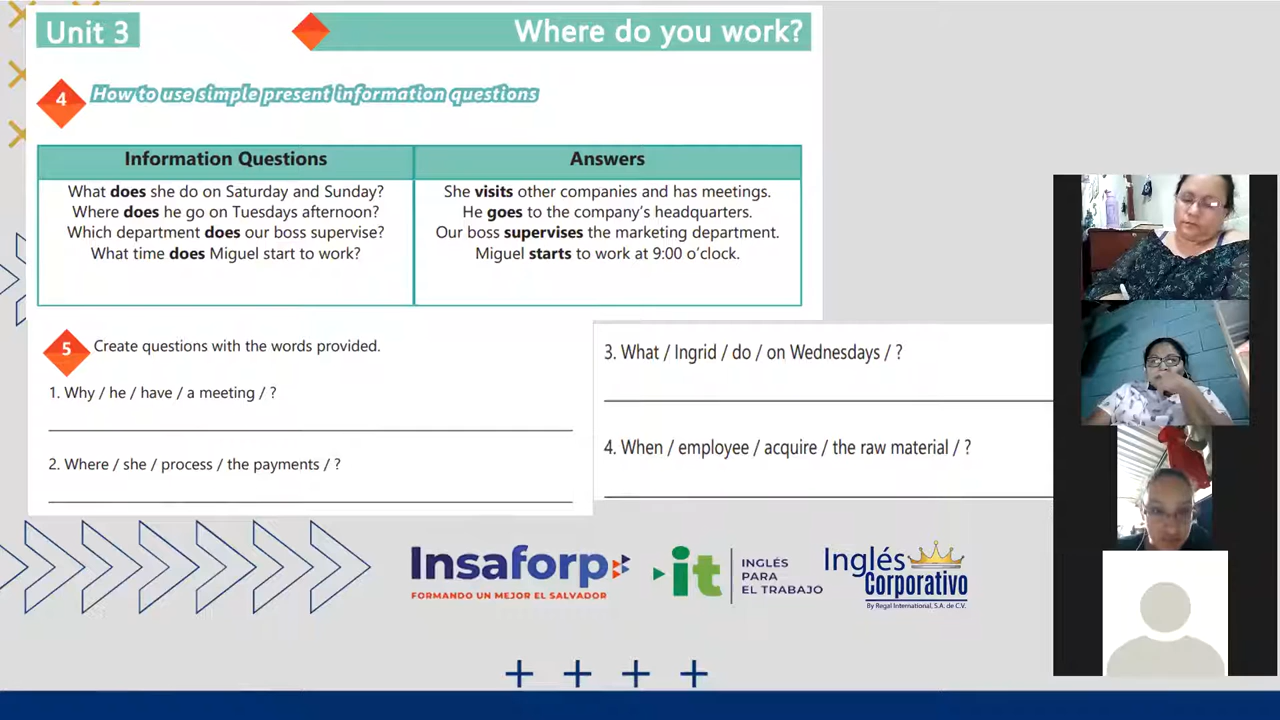 Unit 3
Where do you work?
4
How to use simple present information questions
Information Questions
Answers
What does she do on Saturday and Sunday?
She visits other companies and has meetings.
Where does he go on Tuesdays afternoon?
He goes to the company's headquarters.
Which department does our boss supervise?
Our boss supervises the marketing department.
What time does Miguel start to work?
Miguel starts to work at 9:00 o'clock.
5
Create questions with the words provided.
1. Why / he / have / a meeting / ?
2. Where / she / process / the payments / ?
3. What / Ingrid / do / on Wednesdays / ?
4. When / employee / acquire / the raw material / ?
Insaforp
FORMANDO UN MEJOR EL SALVADOR
it
INGLÉS
PARA
EL TRABAJO
Inglés
Corporativo
By Regal International, S.A. de C.V.